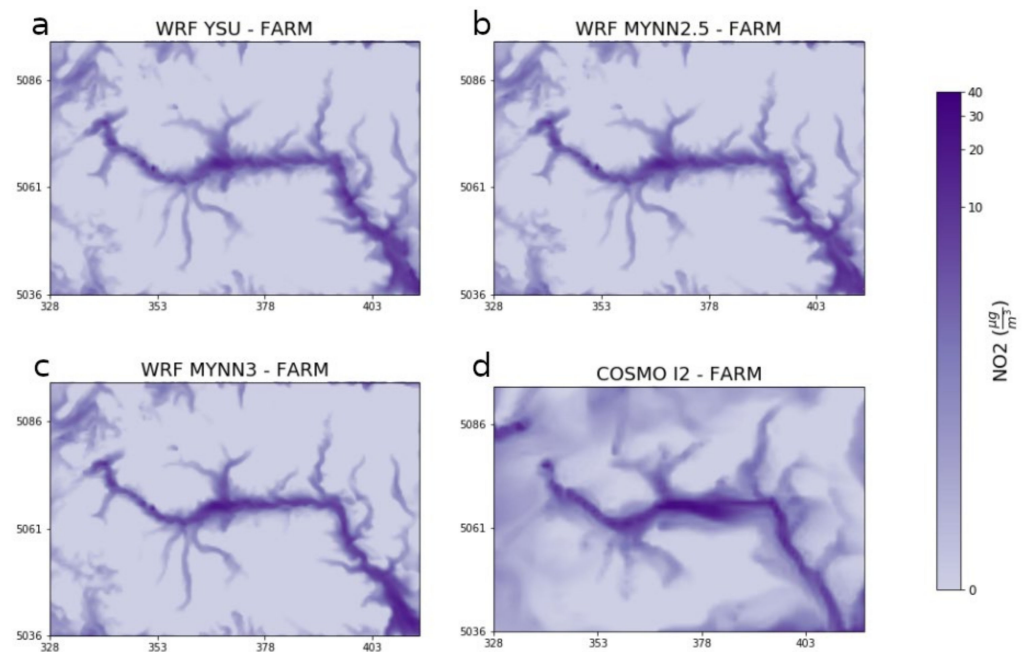 a
WRF YSU - FARM
5086
5061
5036
328 353 378 403
b
WRF MYNN2.5 - FARM
5086
5061
5036
328 353 378 403
c
WRF MYNN3 - FARM
5086
5061
5036
328 353 378 403
d
COSMO I2 - FARM
5086
5061
5036
328 353 378 403
40
30
20
10
0
NO2 (μg/m³)